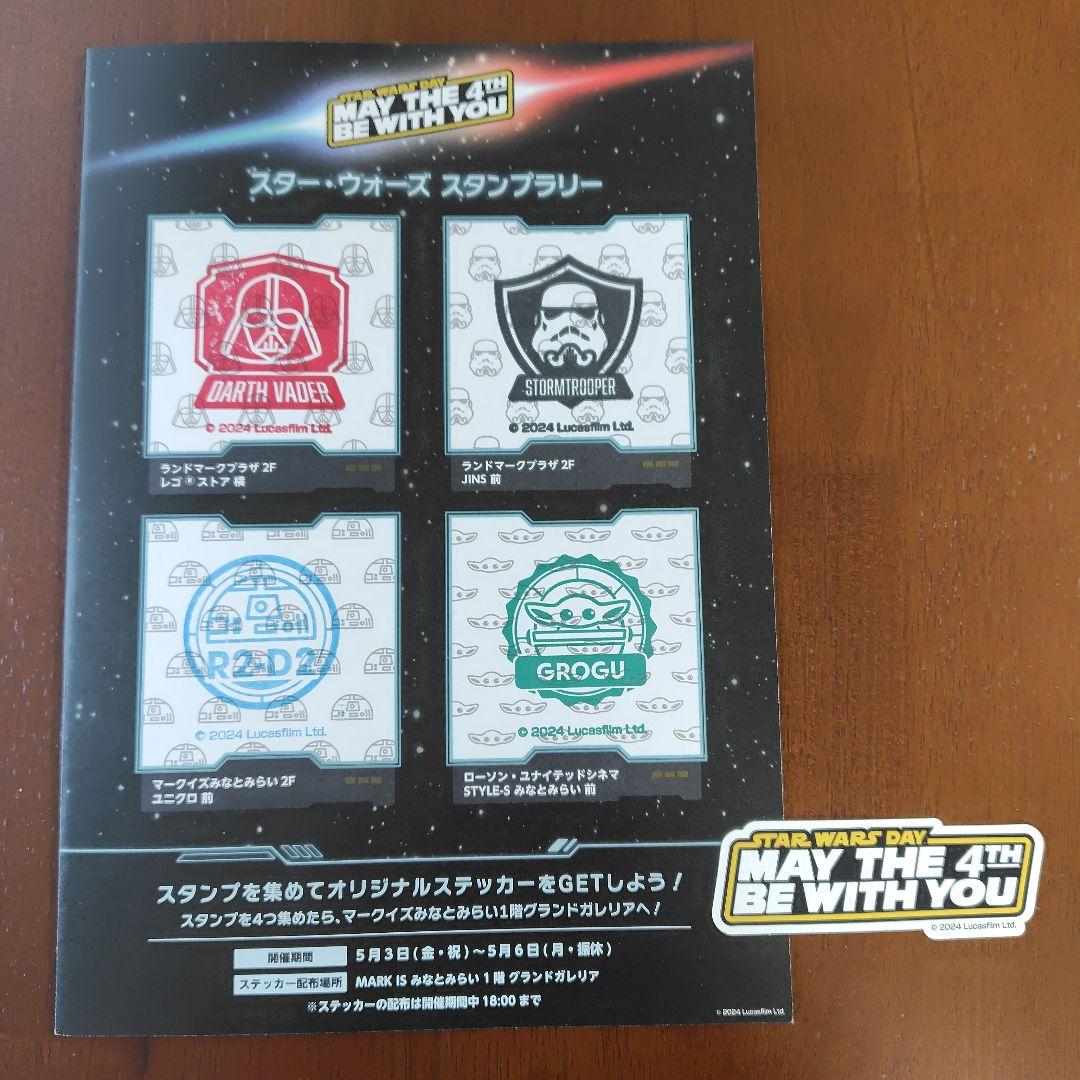 STAR WARS DAY
MAY THE 4TH
BE WITH YOU
スター・ウォーズ スタンプラリー
DARTH VADER
© 2024 Lucasfilm Ltd.
ランドマークプラザ 2F
レゴ®ストア 横
STORMTROOPER
© 2024 Lucasfilm Ltd.
ランドマークプラザ 2F
JINS 前
R2-D2
© 2024 Lucasfilm Ltd.
マークイズみなとみらい 2F
ユニクロ 前
GROGU
© 2024 Lucasfilm Ltd.
ローソン・ユナイテッドシネマ
STYLE-S みなとみらい 前
スタンプを集めてオリジナルステッカーをGETしよう!
スタンプを4つ集めたら、マークイズみなとみらい1階グランドガレリアへ!
開催期間 5月3日(金・祝)〜5月6日(月・振休)
ステッカー配布場所 MARK IS みなとみらい 1階 グランドガレリア
※ステッカーの配布は開催期間中 18:00 まで
© 2024 Lucasfilm Ltd.
STAR WARS DAY
MAY THE 4TH
BE WITH YOU
© 2024 Lucasfilm Ltd.